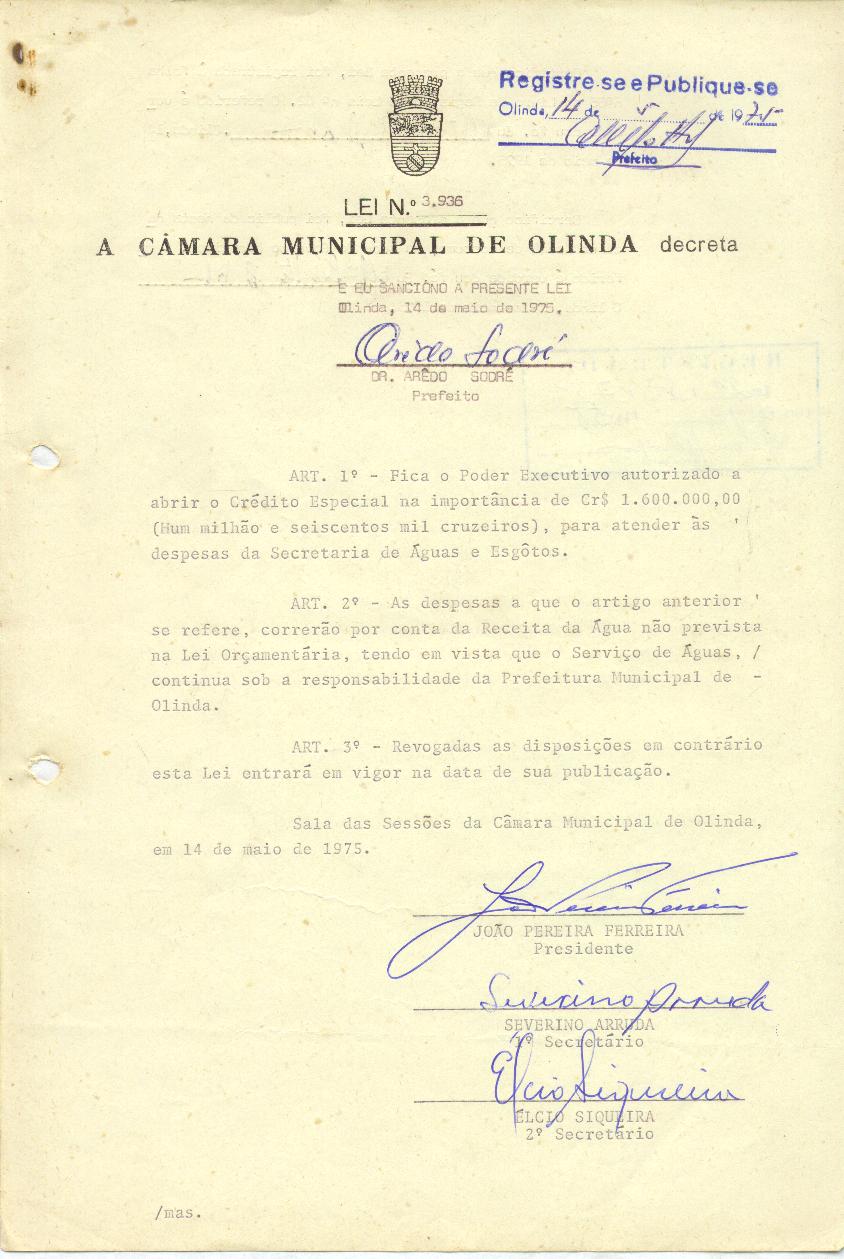 Registre-se e Publique-se
Olinda, 14 de 5 de 1975
Prefeito
LEI N.º 3.936
A CÂMARA MUNICIPAL DE OLINDA decreta
E EU SANCIÔNO A PRESENTE LEI
Olinda, 14 de maio de 1975.
Arêdo Sodré
DR. ARÊDO SODRÉ
Prefeito
ART. 1º - Fica o Poder Executivo autorizado a
abrir o Crédito Especial na importância de Cr$ 1.600.000,00
(Hum milhão e seiscentos mil cruzeiros), para atender às '
despesas da Secretaria de Águas e Esgôtos.
ART. 2º - As despesas a que o artigo anterior '
se refere, correrão por conta da Receita da Água não prevista
na Lei Orçamentária, tendo em vista que o Serviço de Águas, /
continua sob a responsabilidade da Prefeitura Municipal de -
Olinda.
ART. 3º - Revogadas as disposições em contrário
esta Lei entrará em vigor na data de sua publicação.
Sala das Sessões da Câmara Municipal de Olinda,
em 14 de maio de 1975.
João Pereira Ferreira
JOÃO PEREIRA FERREIRA
Presidente
Severino Arruda
SEVERINO ARRUDA
1º Secretário
Élcio Siqueira
ÉLCIO SIQUEIRA
2º Secretário
/mas.